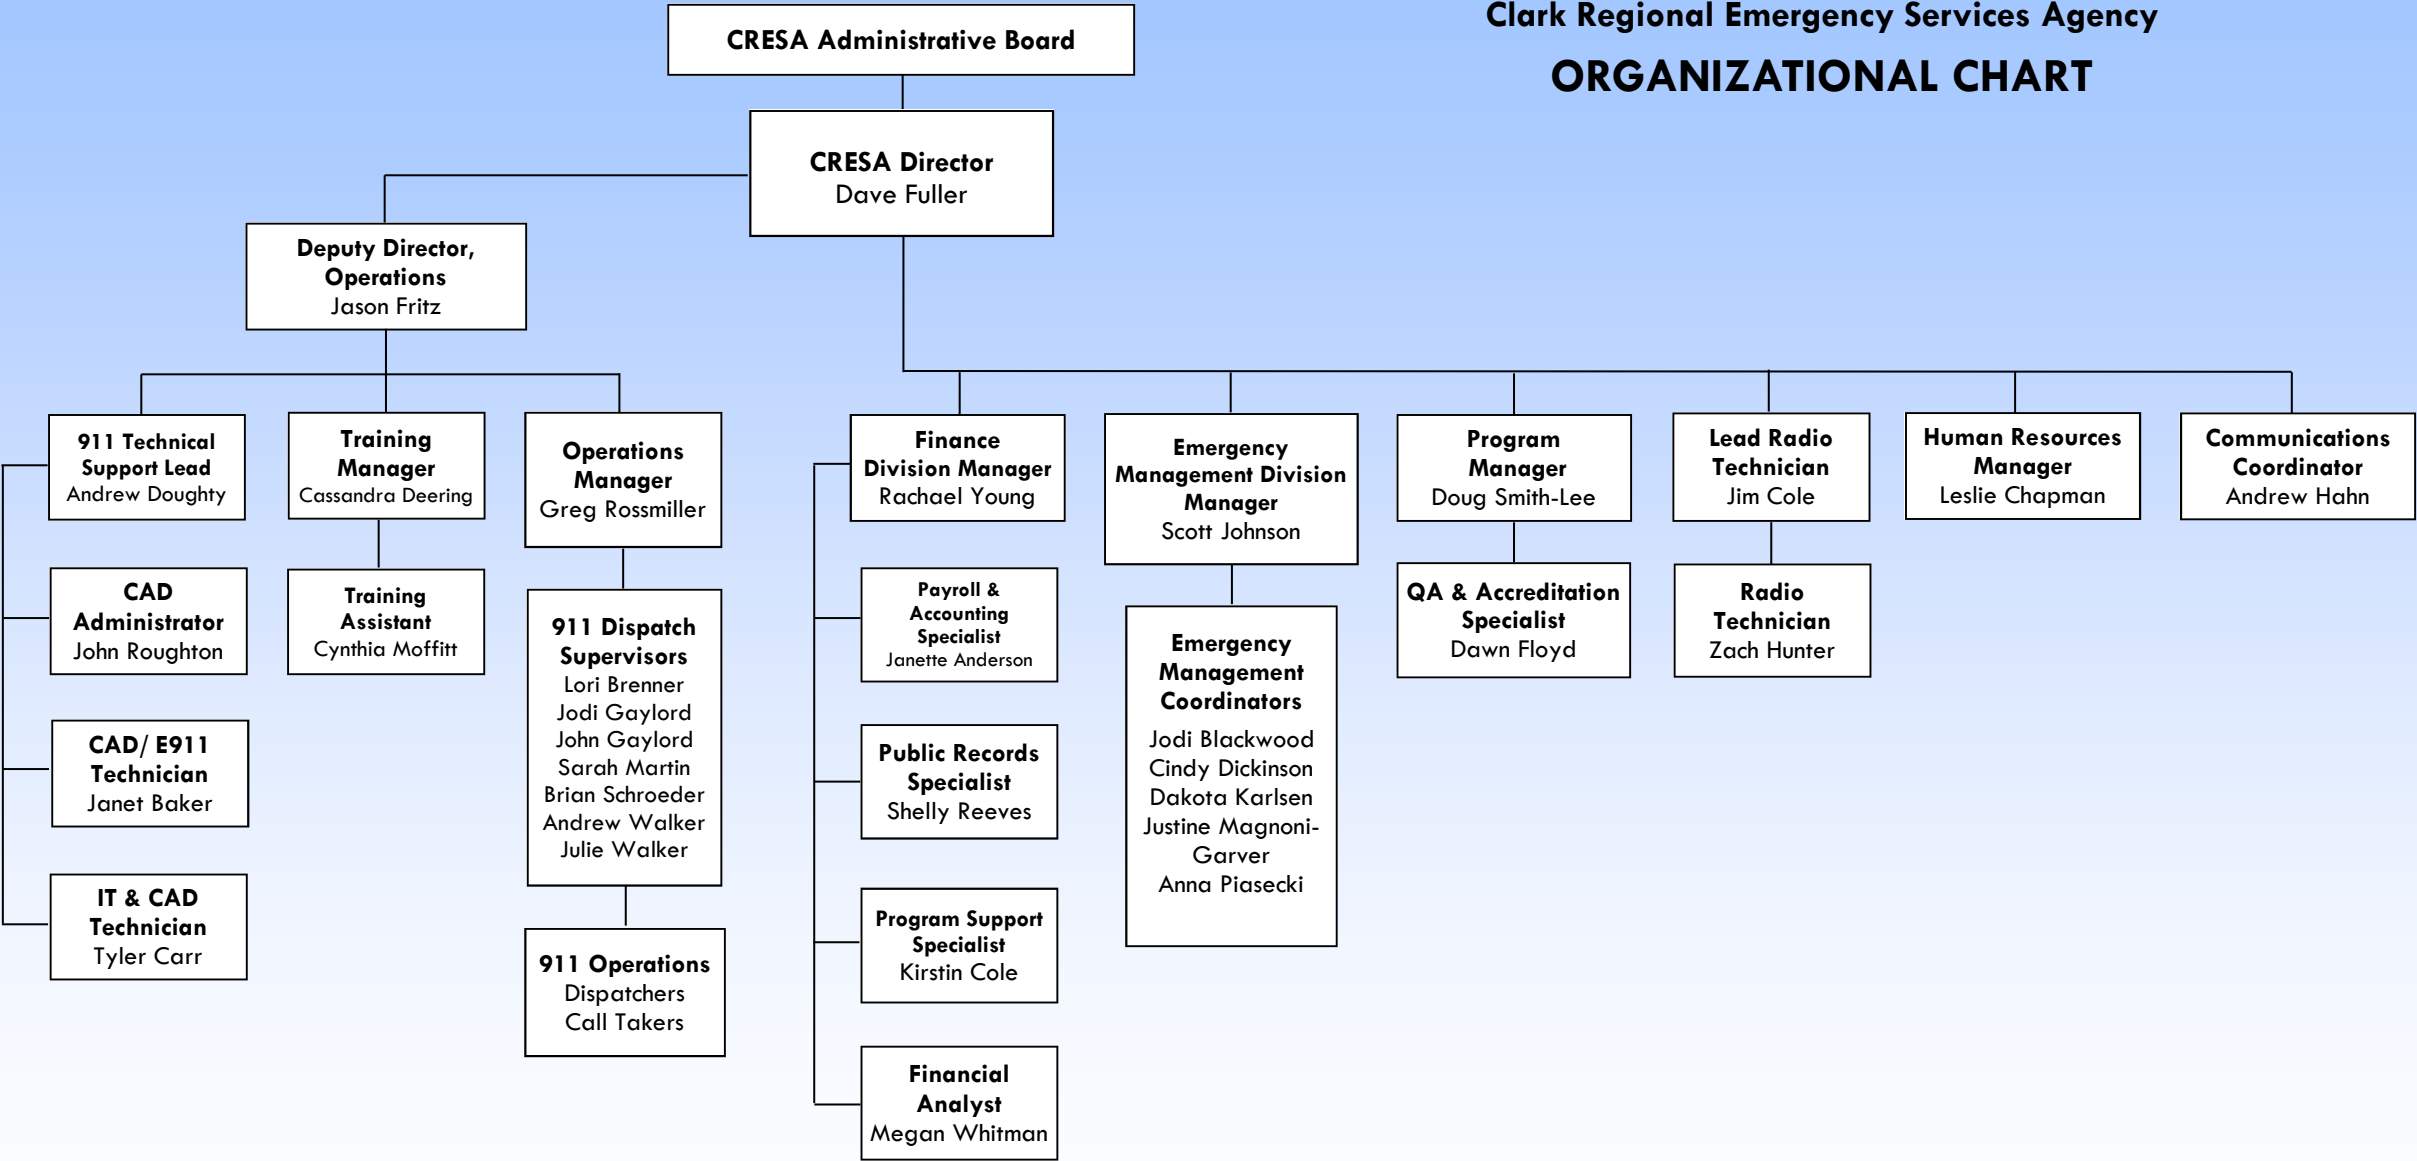 Clark Regional Emergency Services Agency
ORGANIZATIONAL CHART
CRESA Administrative Board
CRESA Director
Dave Fuller
Deputy Director,
Operations
Jason Fritz
911 Technical
Support Lead
Andrew Doughty
CAD
Administrator
John Roughton
CAD/ E911
Technician
Janet Baker
IT & CAD
Technician
Tyler Carr
Training
Manager
Cassandra Deering
Training
Assistant
Cynthia Moffitt
Operations
Manager
Greg Rossmiller
911 Dispatch
Supervisors
Lori Brenner
Jodi Gaylord
John Gaylord
Sarah Martin
Brian Schroeder
Andrew Walker
Julie Walker
911 Operations
Dispatchers
Call Takers
Finance
Division Manager
Rachael Young
Payroll &
Accounting
Specialist
Janette Anderson
Public Records
Specialist
Shelly Reeves
Program Support
Specialist
Kirstin Cole
Financial
Analyst
Megan Whitman
Emergency
Management Division
Manager
Scott Johnson
Emergency
Management
Coordinators
Jodi Blackwood
Cindy Dickinson
Dakota Karlsen
Justine Magnoni-
Garver
Anna Piasecki
Program
Manager
Doug Smith-Lee
QA & Accreditation
Specialist
Dawn Floyd
Lead Radio
Technician
Jim Cole
Radio
Technician
Zach Hunter
Human Resources
Manager
Leslie Chapman
Communications
Coordinator
Andrew Hahn